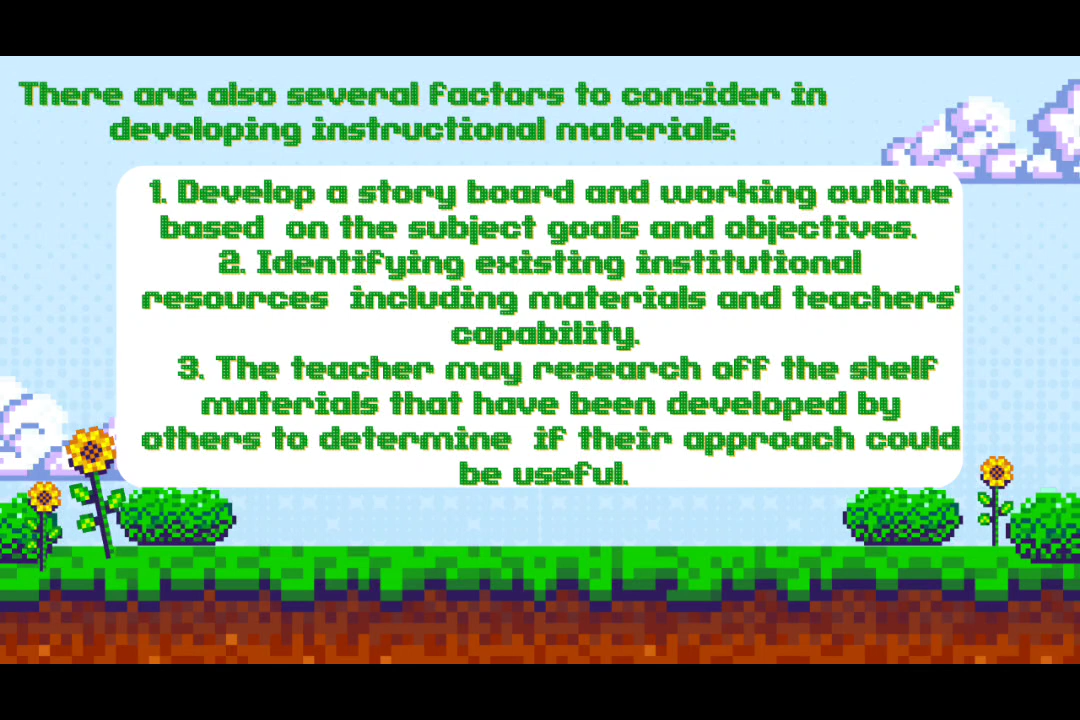 There are also several factors to consider in
developing instructional materials:
1. Develop a story board and working outline
based on the subject goals and objectives.
2. Identifying existing institutional
resources including materials and teachers'
capability.
3. The teacher may research off the shelf
materials that have been developed by
others to determine if their approach could
be useful.